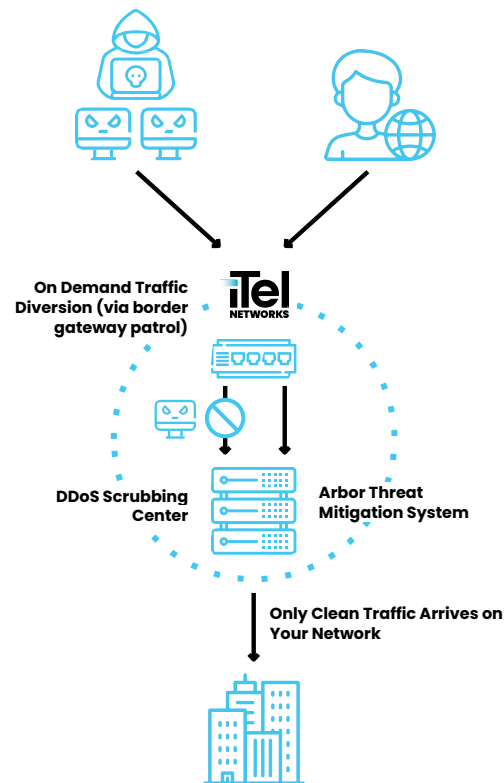 iTel
NETWORKS
On Demand Traffic
Diversion (via border
gateway patrol)
DDoS Scrubbing
Center
Arbor Threat
Mitigation System
Only Clean Traffic Arrives on
Your Network